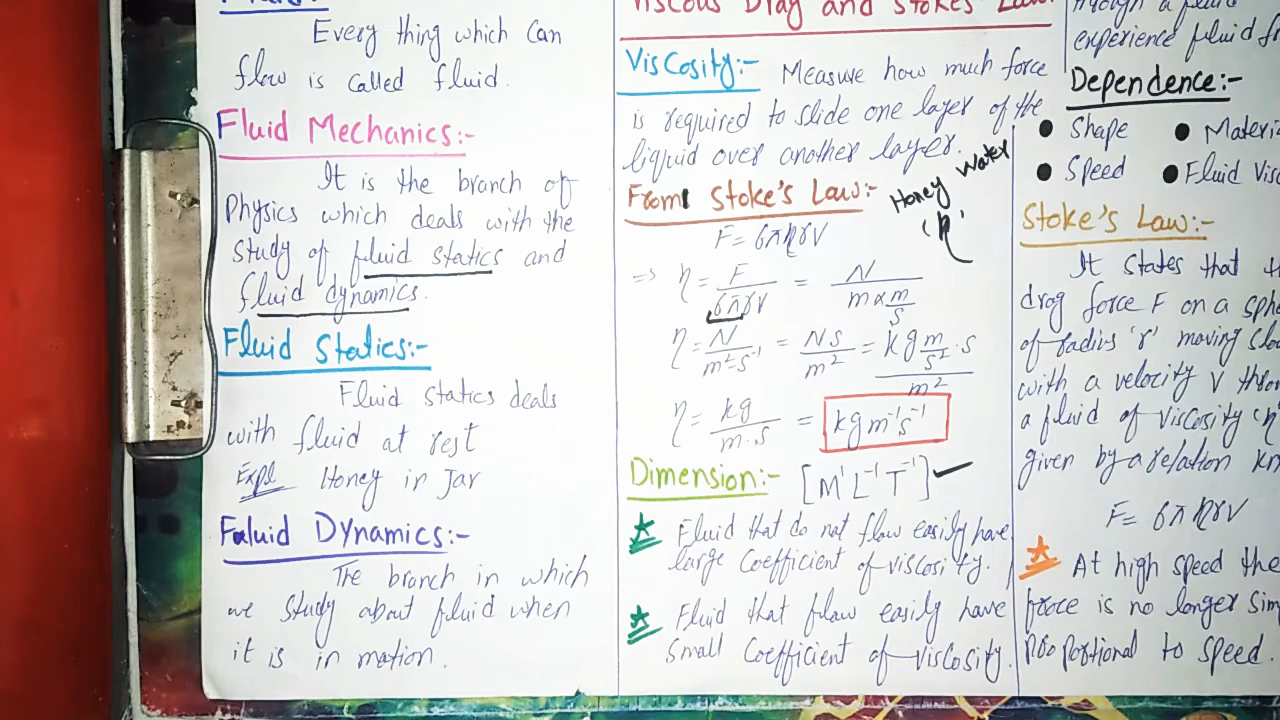 Every thing which can
flow is called fluid.
Fluid Mechanics:-
It is the branch of
Physics which deals with the
study of fluid statics and
fluid dynamics.
Fluid Statics:-
Fluid statics deals
with fluid at rest
Expl Honey in Jar
Faluid Dynamics:-
The branch in which
we study about fluid when
it is in motion.
Viscous Drag and Stokes' Law:
Viscosity:- Measure how much force
is required to slide one layer of the
liquid over another layer.
From Stoke's Law:-
Honey Water
'η'
F= 6πηrV
=> η = F/6πrV = N/m×m/s
η = N/m²s⁻¹ = Ns/m² = kg m/s² · s/m²
η = kg/m·s = kg m⁻¹s⁻¹
Dimension:- [M¹ L⁻¹ T⁻¹]
Fluid that do not flow easily have
large Coefficient of viscosity.
Fluid that flow easily have
small Coefficient of viscosity.
through a fluid
experience fluid
Dependence:-
● Shape ●
● Speed ● Fluid
Stoke's Law:-
It states that
drag force F on a
of radius 'r' moving
with a velocity V
a fluid of viscosity 'η'
given by a relation
F= 6πηrV
At high speed the
force is no longer
proportional to speed.